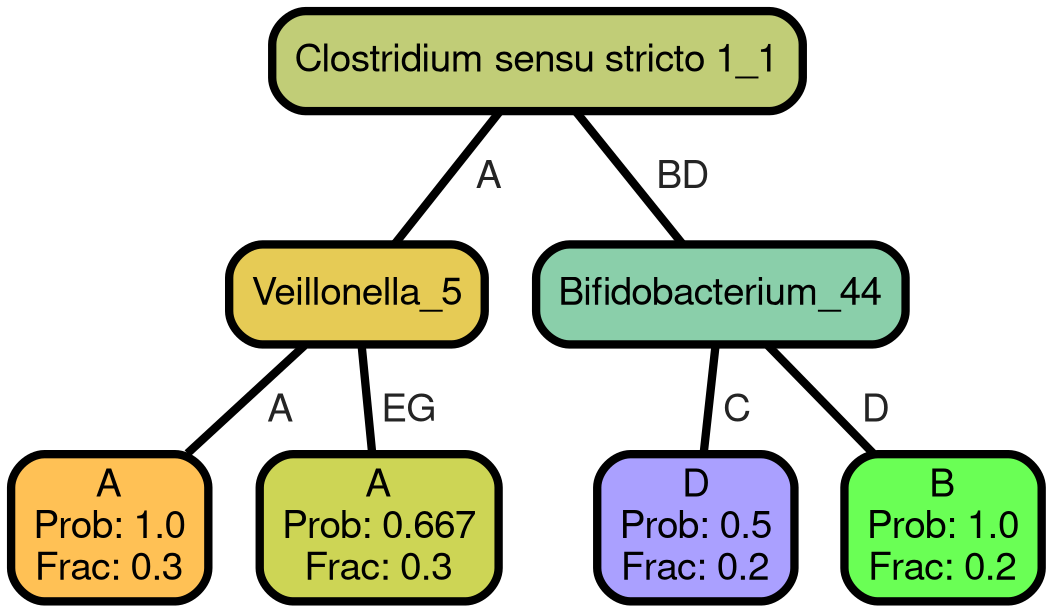 Clostridium sensu stricto 1_1
A
BD
Veillonella_5
Bifidobacterium_44
A
EG
C
D
A
Prob: 1.0
Frac: 0.3
A
Prob: 0.667
Frac: 0.3
D
Prob: 0.5
Frac: 0.2
B
Prob: 1.0
Frac: 0.2